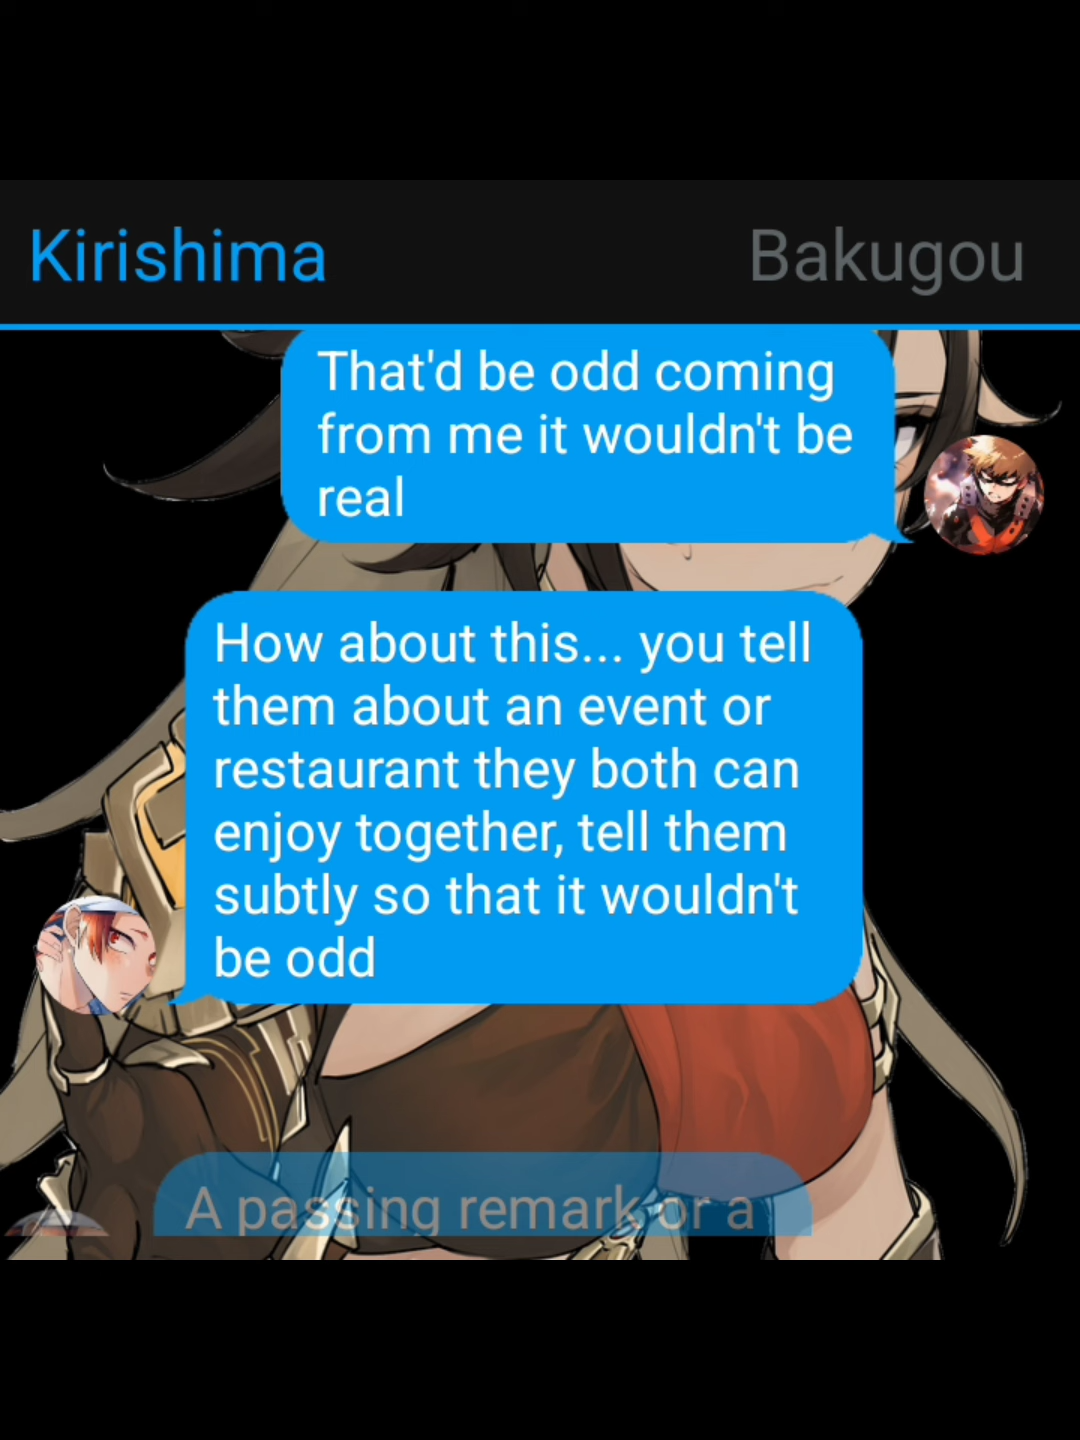 Kirishima Bakugou
That'd be odd coming
from me it wouldn't be
real
How about this... you tell
them about an event or
restaurant they both can
enjoy together, tell them
subtly so that it wouldn't
be odd
A passing remark or a